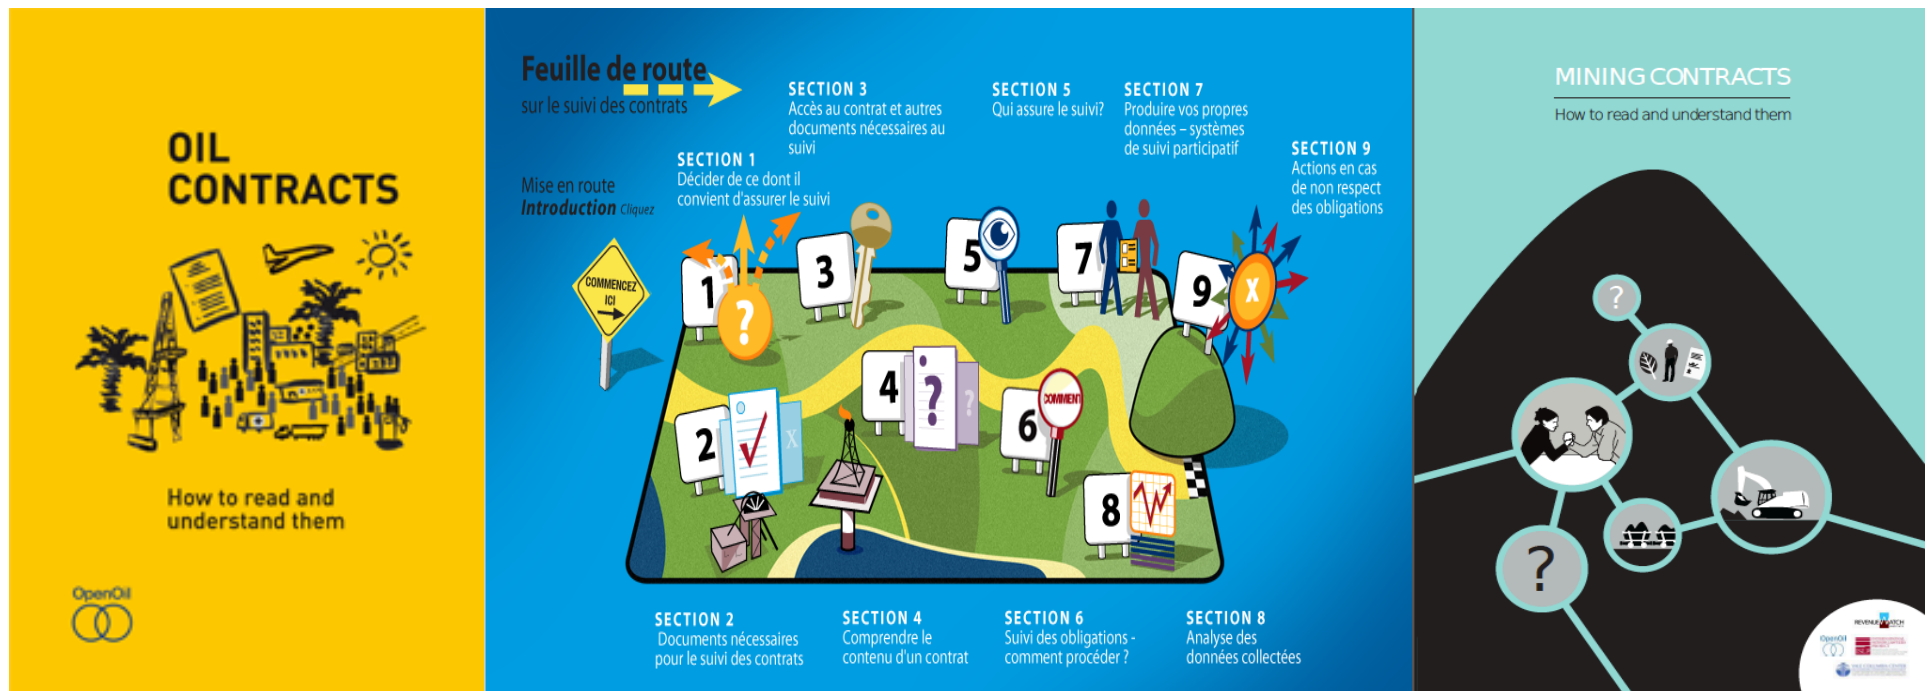 OIL
CONTRACTS
How to read and
understand them
OpenOil
Feuille de route
sur le suivi des contrats
Mise en route
Introduction Cliquez
COMMENCEZ
ICI
SECTION 1
Décider de ce dont il
convient d'assurer le suivi
SECTION 3
Accès au contrat et autres
documents nécessaires au
suivi
SECTION 5
Qui assure le suivi?
SECTION 7
Produire vos propres
données – systèmes
de suivi participatif
SECTION 9
Actions en cas
de non respect
des obligations
1
?
3
5
7
9
X
2
X
4
?
?
6
COMMENT
8
SECTION 2
Documents nécessaires
pour le suivi des contrats
SECTION 4
Comprendre le
contenu d'un contrat
SECTION 6
Suivi des obligations -
comment procéder ?
SECTION 8
Analyse des
données collectées
MINING CONTRACTS
How to read and understand them
?
?
REVENUE WATCH
OpenOil